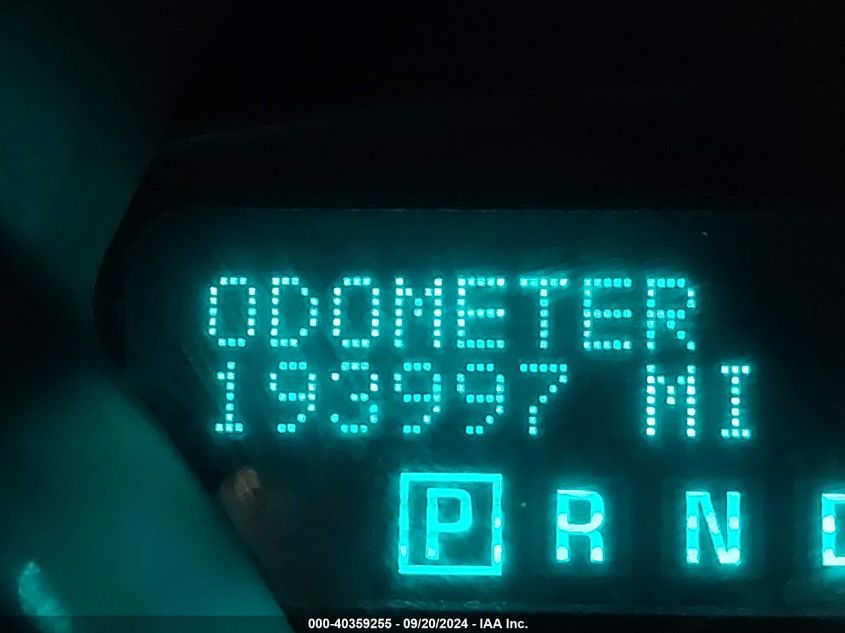 ODOMETER
193997 MI
P R N
000-40359255 - 09/20/2024 - IAA Inc.